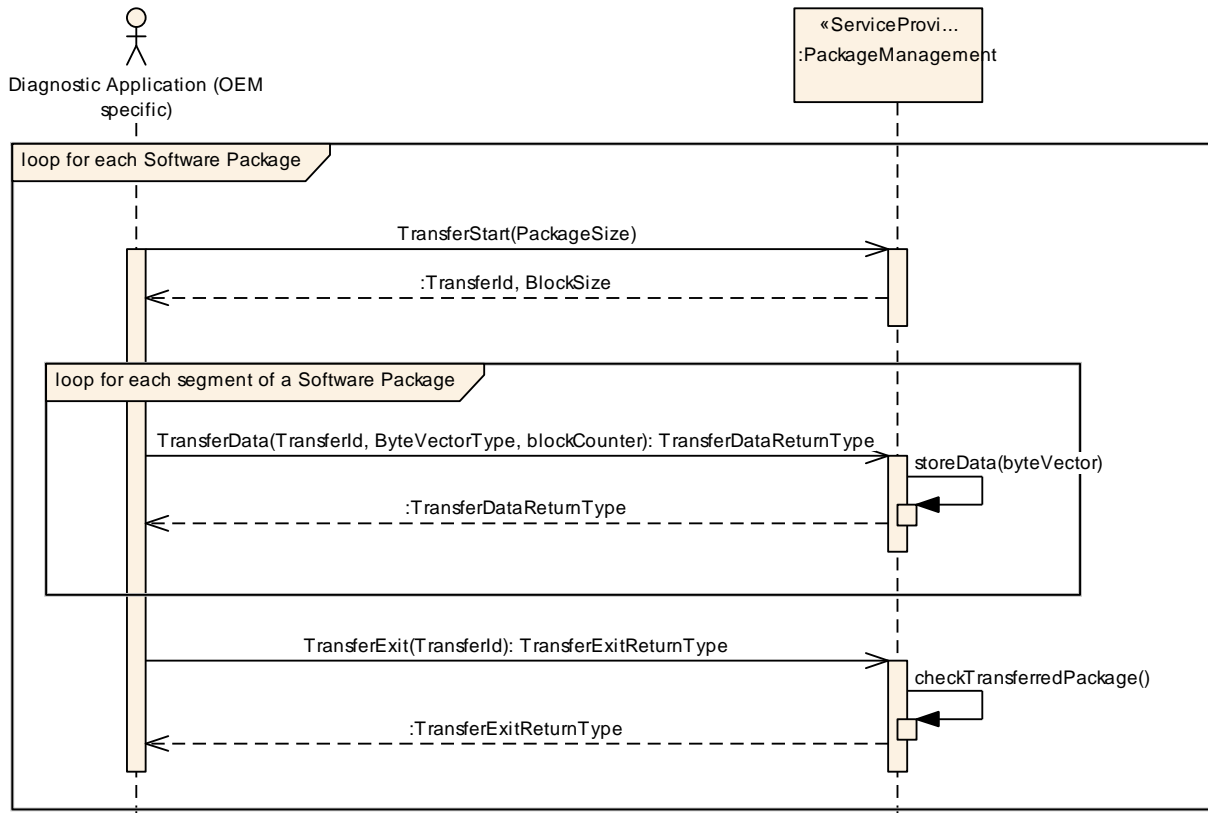 «ServiceProvi...
:PackageManagement
Diagnostic Application (OEM
specific)
loop for each Software Package
TransferStart(PackageSize)
:TransferId, BlockSize
loop for each segment of a Software Package
TransferData(TransferId, ByteVectorType, blockCounter): TransferDataReturnType
storeData(byteVector)
:TransferDataReturnType
TransferExit(TransferId): TransferExitReturnType
checkTransferredPackage()
:TransferExitReturnType